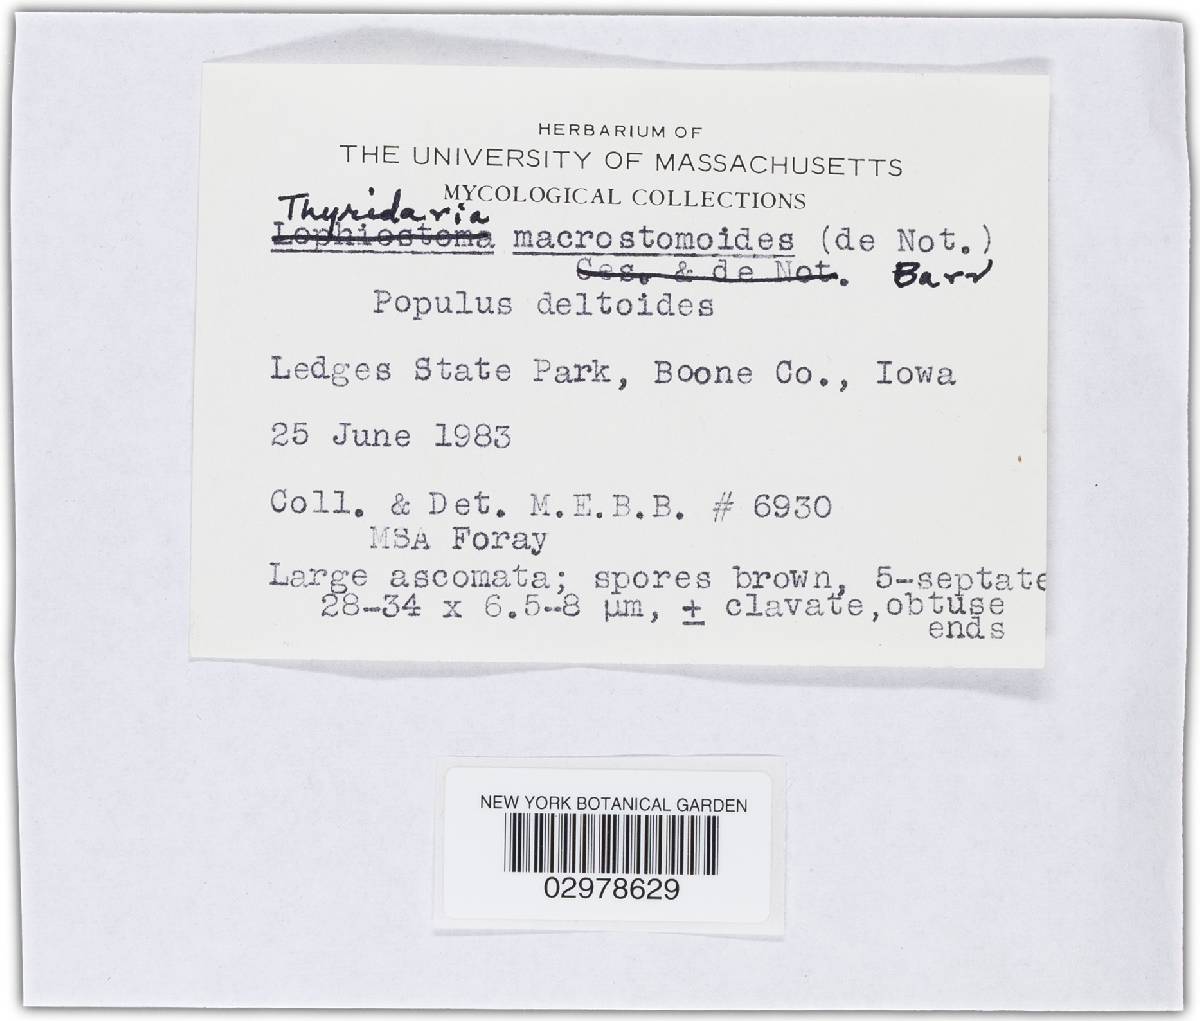 HERBARIUM OF
THE UNIVERSITY OF MASSACHUSETTS
MYCOLOGICAL COLLECTIONS
Thyridaria
Lophiostoma macrostomoides (de Not.)
Ces. & de Not. Barr
Populus deltoides
Ledges State Park, Boone Co., Iowa
25 June 1983
Coll. & Det. M.E.B.B. # 6930
MSA Foray
Large ascomata; spores brown, 5-septate
28-34 x 6.5-8 µm, ± clavate,obtuse
ends
NEW YORK BOTANICAL GARDEN
02978629